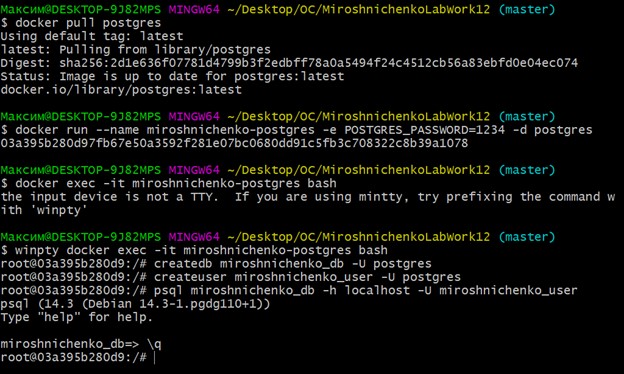 Максим@DESKTOP-9J82MPS MINGW64 ~/Desktop/OC/MiroshnichenkoLabWork12 (master)
$ docker pull postgres
Using default tag: latest
latest: Pulling from library/postgres
Digest: sha256:2d1e636f07781d4799b3f2edbff78a0a5494f24c4512cb56a83ebfd0e04ec074
Status: Image is up to date for postgres:latest
docker.io/library/postgres:latest
Максим@DESKTOP-9J82MPS MINGW64 ~/Desktop/OC/MiroshnichenkoLabWork12 (master)
$ docker run --name miroshnichenko-postgres -e POSTGRES_PASSWORD=1234 -d postgres
03a395b280d97fb67e50a3592f281e07bc0680dd91c5fb3c708322c8b39a1078
Максим@DESKTOP-9J82MPS MINGW64 ~/Desktop/OC/MiroshnichenkoLabWork12 (master)
$ docker exec -it miroshnichenko-postgres bash
the input device is not a TTY.  If you are using mintty, try prefixing the command w
ith 'winpty'
Максим@DESKTOP-9J82MPS MINGW64 ~/Desktop/OC/MiroshnichenkoLabWork12 (master)
$ winpty docker exec -it miroshnichenko-postgres bash
root@03a395b280d9:/# createdb miroshnichenko_db -U postgres
root@03a395b280d9:/# createuser miroshnichenko_user -U postgres
root@03a395b280d9:/# psql miroshnichenko_db -h localhost -U miroshnichenko_user
psql (14.3 (Debian 14.3-1.pgdg110+1))
Type "help" for help.
miroshnichenko_db=> \q
root@03a395b280d9:/#